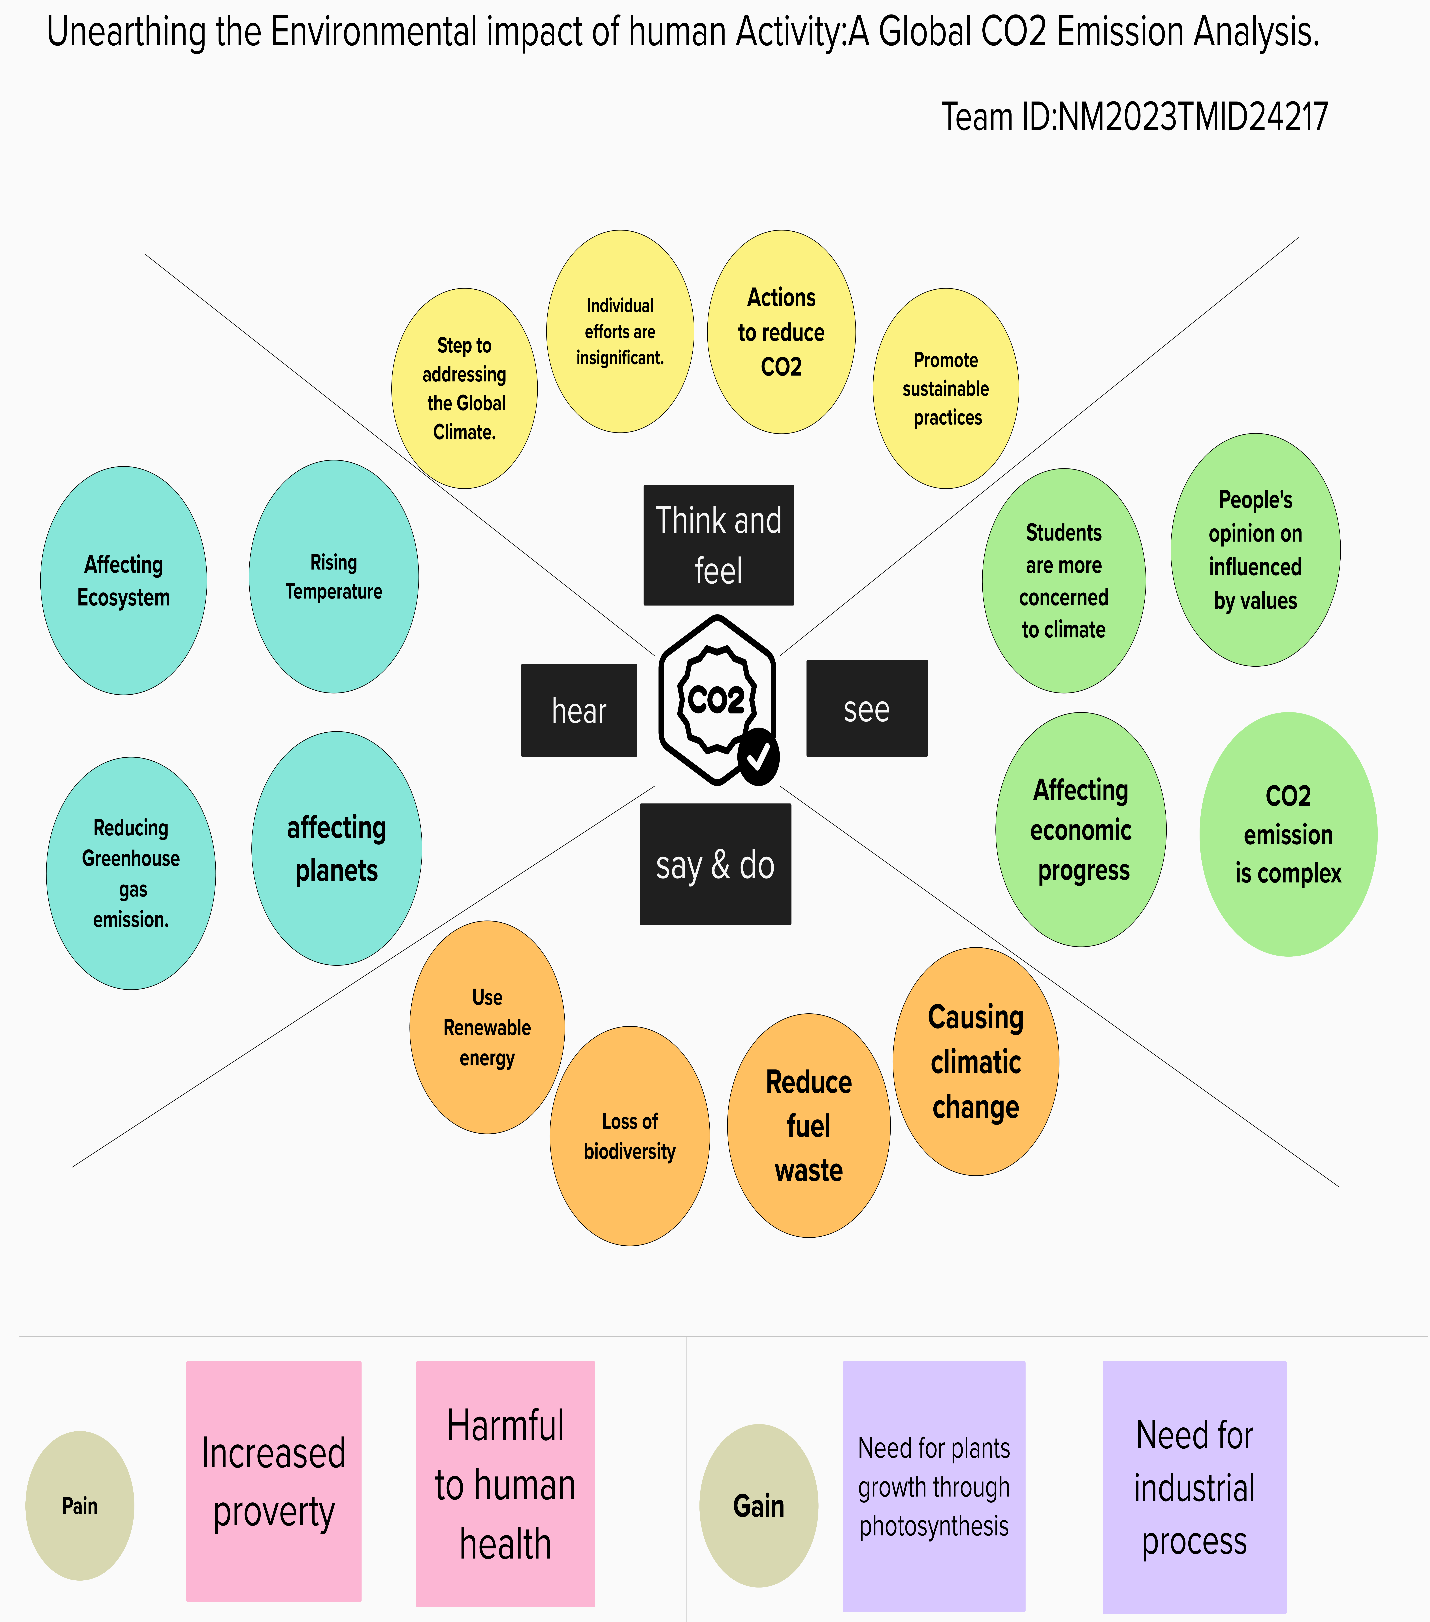 Unearthing the Environmental impact of human Activity:A Global CO2 Emission Analysis.
Team ID:NM2023TMID24217
Step to
addressing
the Global
Climate.
Individual
efforts are
insignificant.
Actions
to reduce
CO2
Promote
sustainable
practices
Affecting
Ecosystem
Rising
Temperature
Reducing
Greenhouse
gas
emission.
affecting
planets
Think and
feel
hear
CO2
see
say & do
Students
are more
concerned
to climate
People's
opinion on
influenced
by values
Affecting
economic
progress
CO2
emission
is complex
Use
Renewable
energy
Loss of
biodiversity
Reduce
fuel
waste
Causing
climatic
change
Pain
Increased
proverty
Harmful
to human
health
Gain
Need for plants
growth through
photosynthesis
Need for
industrial
process